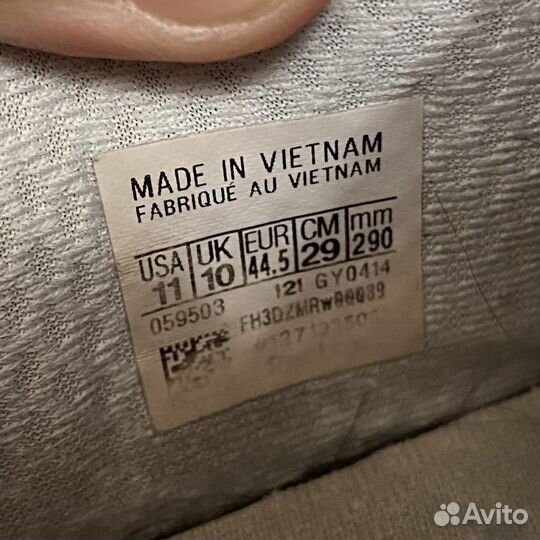 MADE IN VIETNAM
FABRIQUÉ AU VIETNAM
USA UK EUR CM mm
11 10 44.5 29 290
059503 121 GY0414
Avito